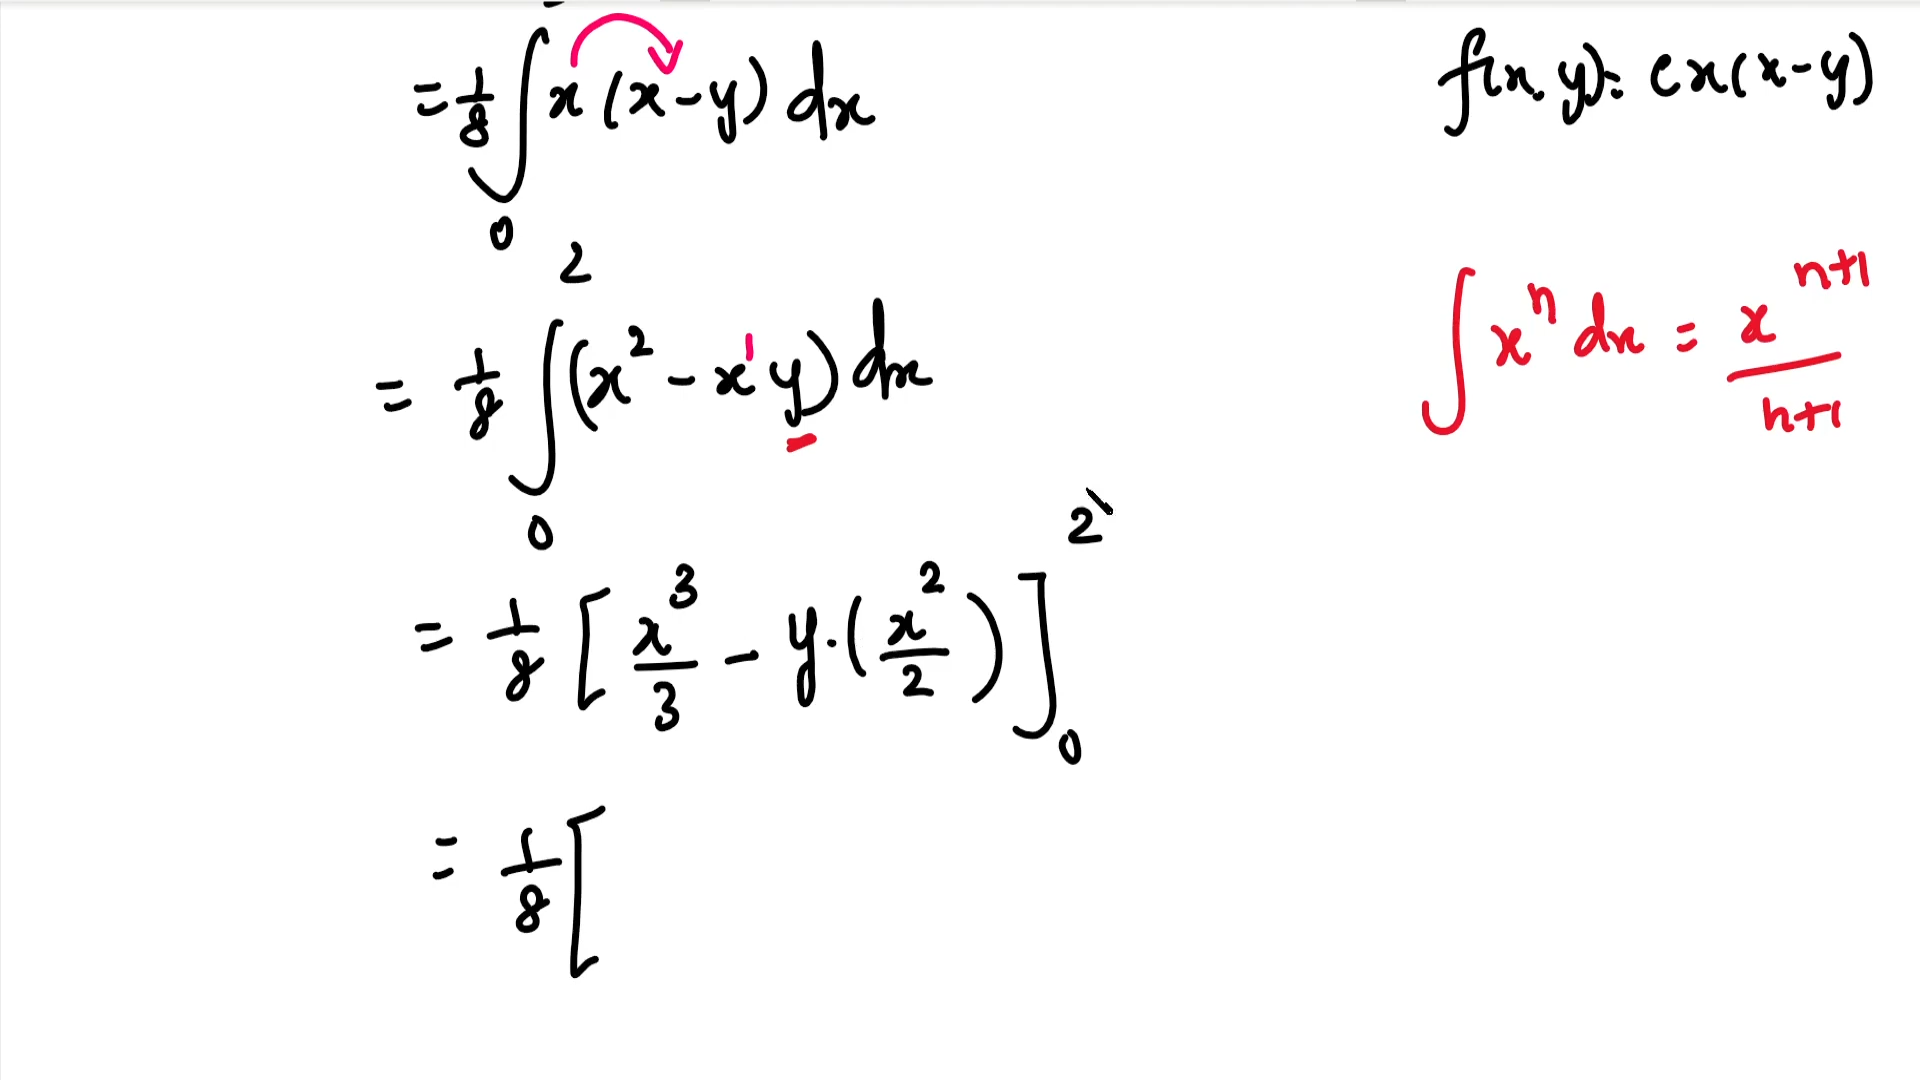 = 1/8 ∫₀ x(x-y) dx
f(x,y) = cx(x-y)
= 1/8 ∫₀² (x² - x¹y) dx
∫ xⁿ dx = xⁿ⁺¹/n+1
= 1/8 [x³/3 - y·(x²/2)]₀²
= 1/8 [